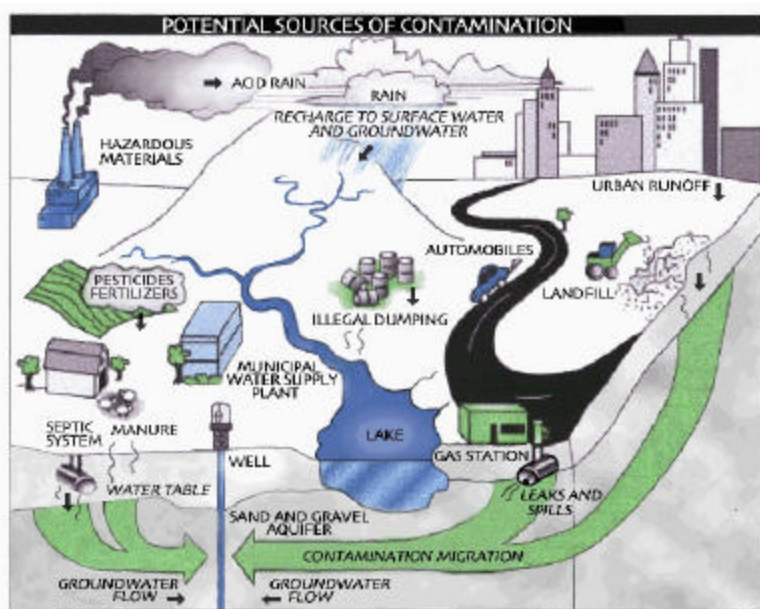 POTENTIAL SOURCES OF CONTAMINATION
ACID RAIN
RAIN
RECHARGE TO SURFACE WATER
AND GROUNDWATER
HAZARDOUS
MATERIALS
URBAN RUNOFF
AUTOMOBILES
PESTICIDES
FERTILIZERS
LANDFILL
ILLEGAL DUMPING
MUNICIPAL
WATER SUPPLY
PLANT
SEPTIC
SYSTEM
MANURE
LAKE
GAS STATION
WELL
WATER TABLE
LEAKS AND
SPILLS
SAND AND GRAVEL
AQUIFER
CONTAMINATION MIGRATION
GROUNDWATER
FLOW
GROUNDWATER
FLOW